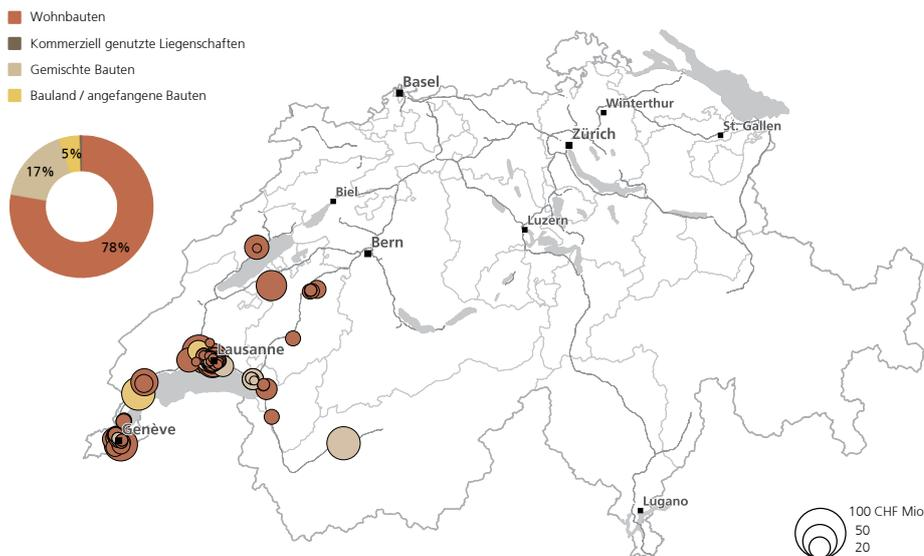 Wohnbauten
Kommerziell genutzte Liegenschaften
Gemischte Bauten
Bauland / angefangene Bauten
5%
17%
78%
Basel
Winterthur
Zürich
St. Gallen
Biel
Luzern
Bern
Lausanne
Genève
Lugano
100 CHF Mio
50
20